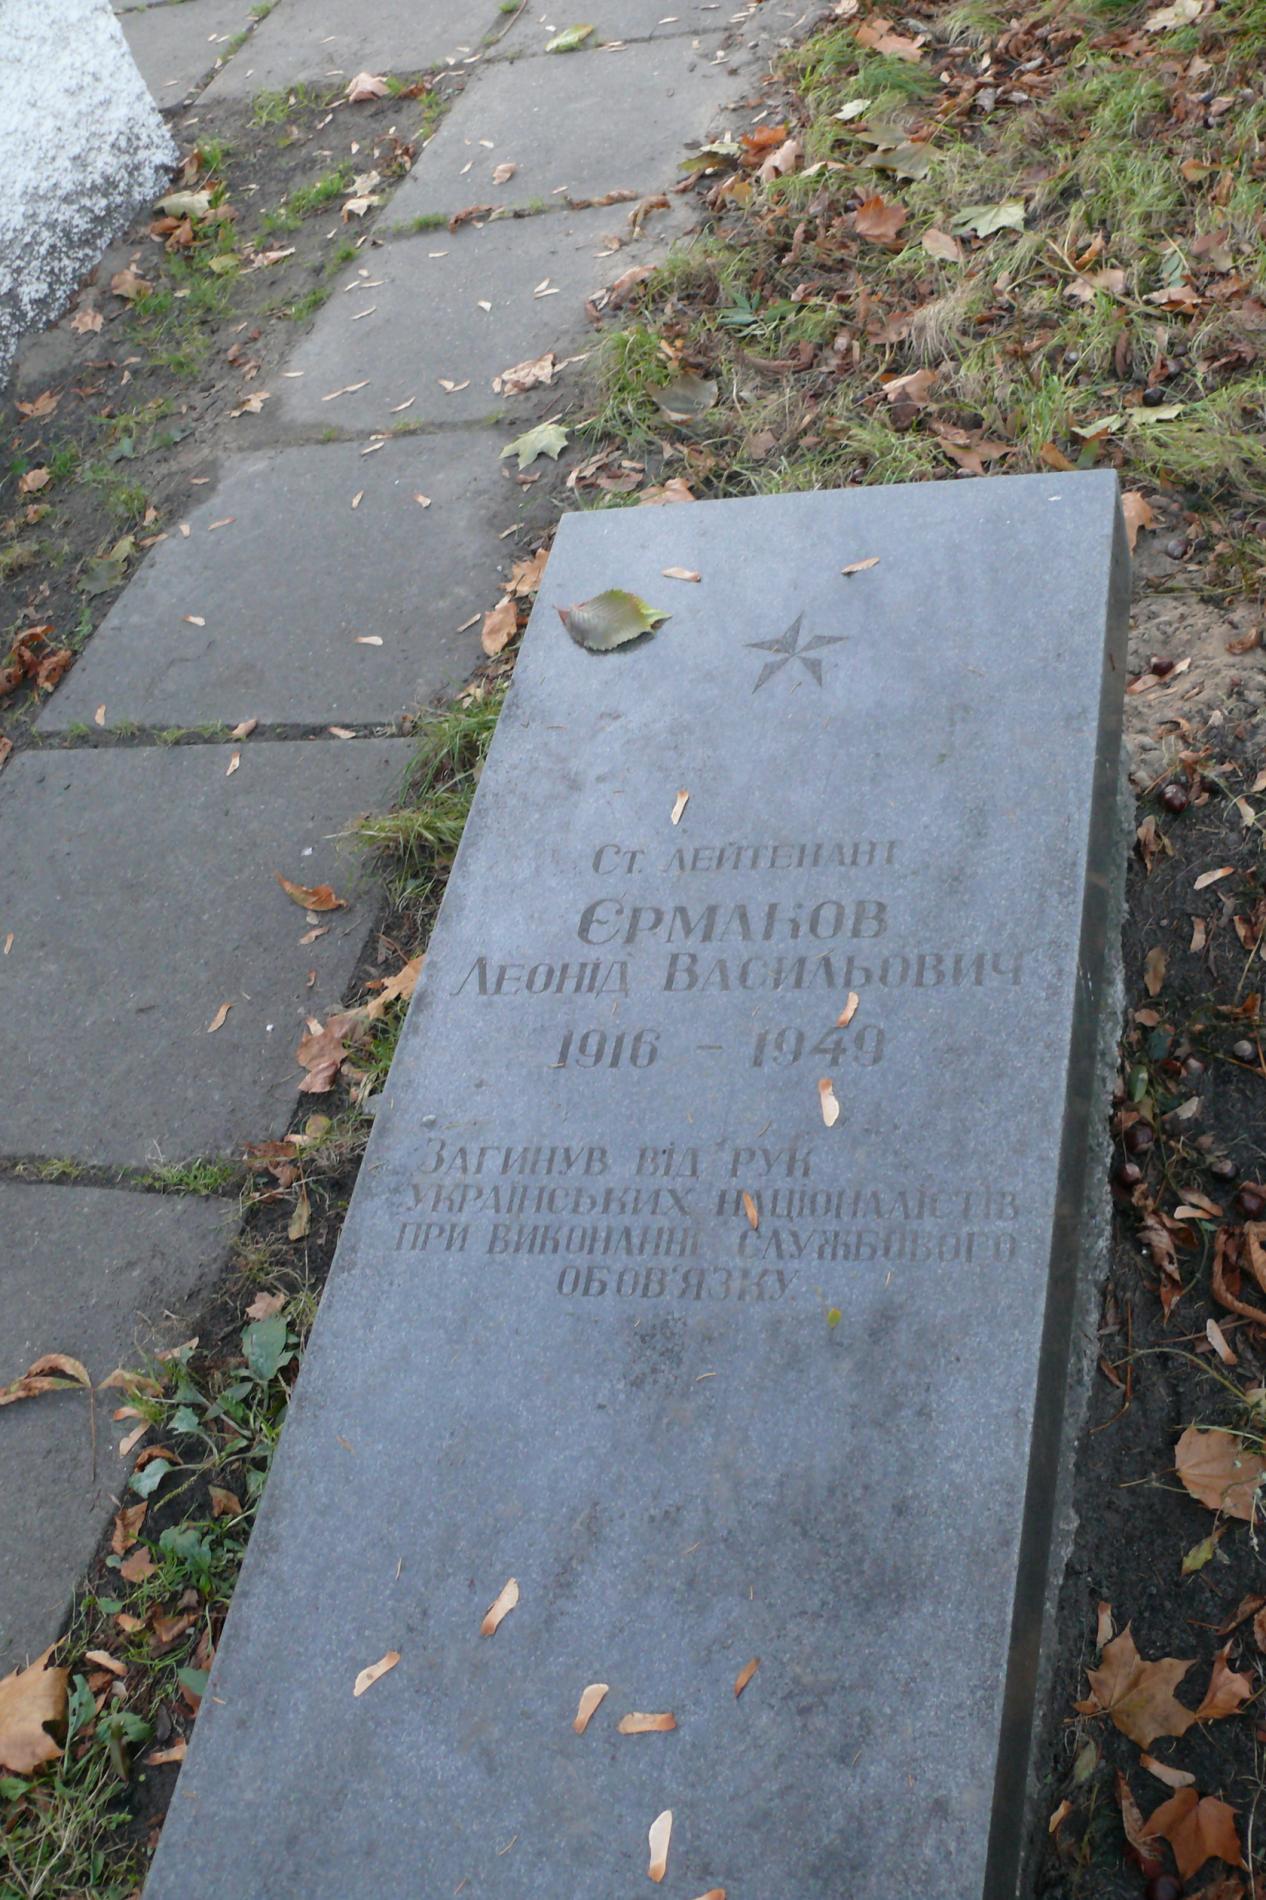 Ст. лейтенант
Єрмаков
Леонід Васильович
1916 – 1949
Загинув від рук
українських націоналістів
при виконанні службового
обов'язку.